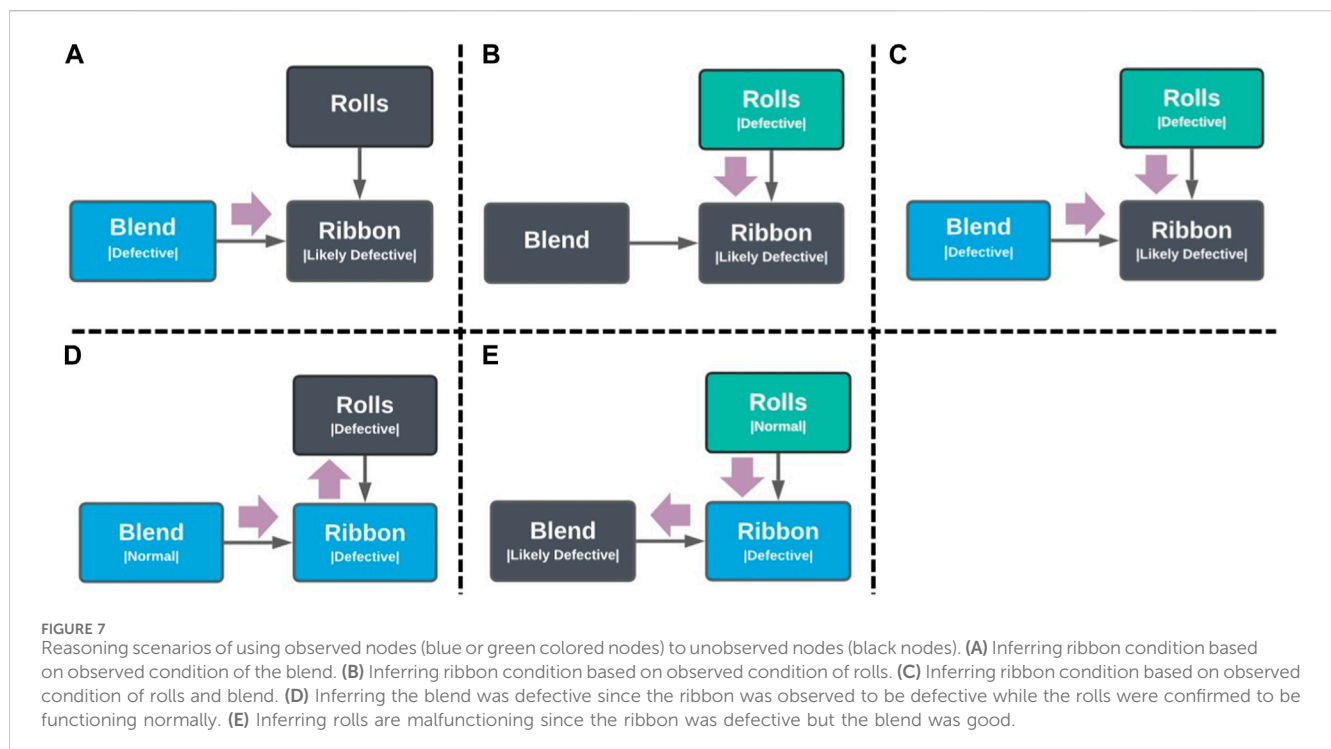 A
Rolls
Blend
|Defective|
Ribbon
|Likely Defective|
B
Rolls
|Defective|
Blend
Ribbon
|Likely Defective|
C
Rolls
|Defective|
Blend
|Defective|
Ribbon
|Likely Defective|
D
Rolls
|Defective|
Blend
|Normal|
Ribbon
|Defective|
E
Rolls
|Normal|
Blend
|Likely Defective|
Ribbon
|Defective|
FIGURE 7
Reasoning scenarios of using observed nodes (blue or green colored nodes) to unobserved nodes (black nodes). (A) Inferring ribbon condition based
on observed condition of the blend. (B) Inferring ribbon condition based on observed condition of rolls. (C) Inferring ribbon condition based on observed
condition of rolls and blend. (D) Inferring the blend was defective since the ribbon was observed to be defective while the rolls were confirmed to be
functioning normally. (E) Inferring rolls are malfunctioning since the ribbon was defective but the blend was good.